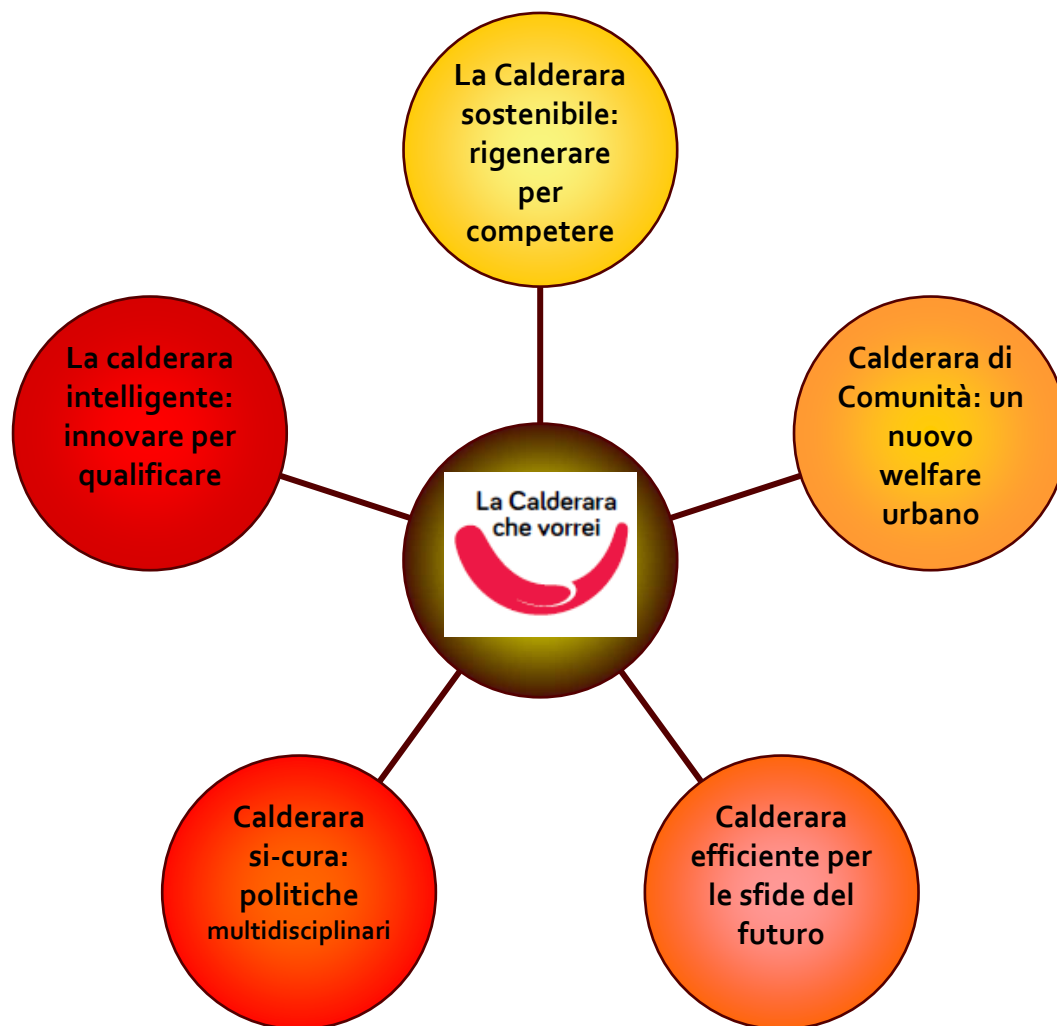 La Calderara
sostenibile:
rigenerare
per
competere
La calderara
intelligente:
innovare per
qualificare
Calderara di
Comunità: un
nuovo
welfare
urbano
La Calderara
che vorrei
Calderara
si-cura:
politiche
multidisciplinari
Calderara
efficiente per
le sfide del
futuro